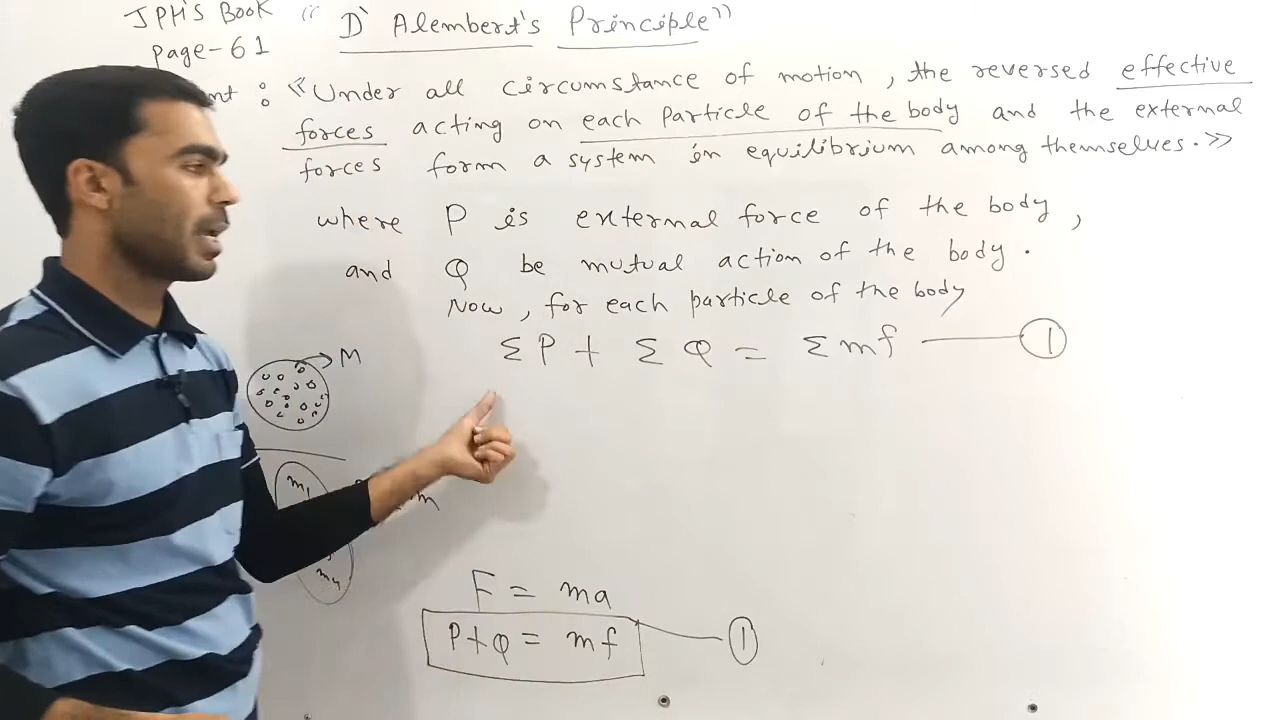 JPH'S BOOK
Page-61
"D' Alembert's Principle"
nt : «Under all circumstance of motion, the reversed effective
forces acting on each Particle of the body and the external
forces form a system in equilibrium among themselves.»
where P is external force of the body,
and Q be mutual action of the body.
Now, for each particle of the body
ΣP + ΣQ = Σmf — 1
M
m1
m
m4
F = ma
P+Q = mf — 1